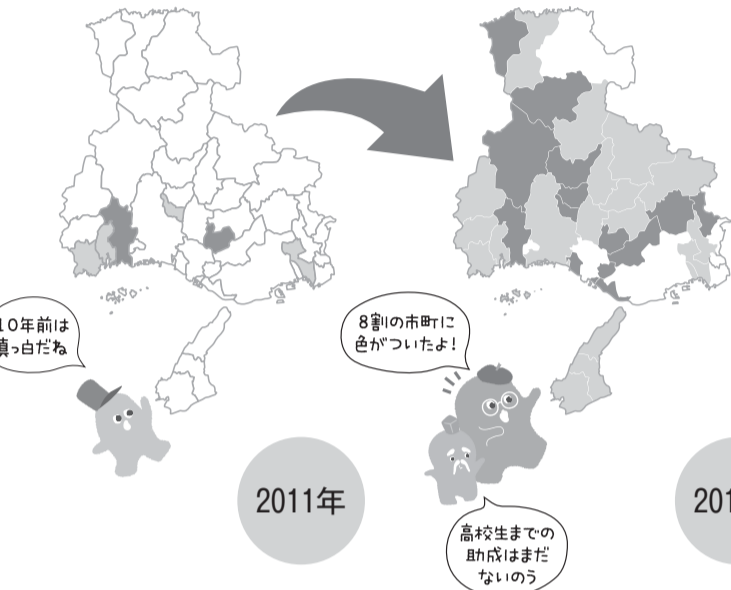 10年前は
真っ白だね
2011年
8割の市町に
色がついたよ!
高校生までの
助成はまだ
ないのう
201